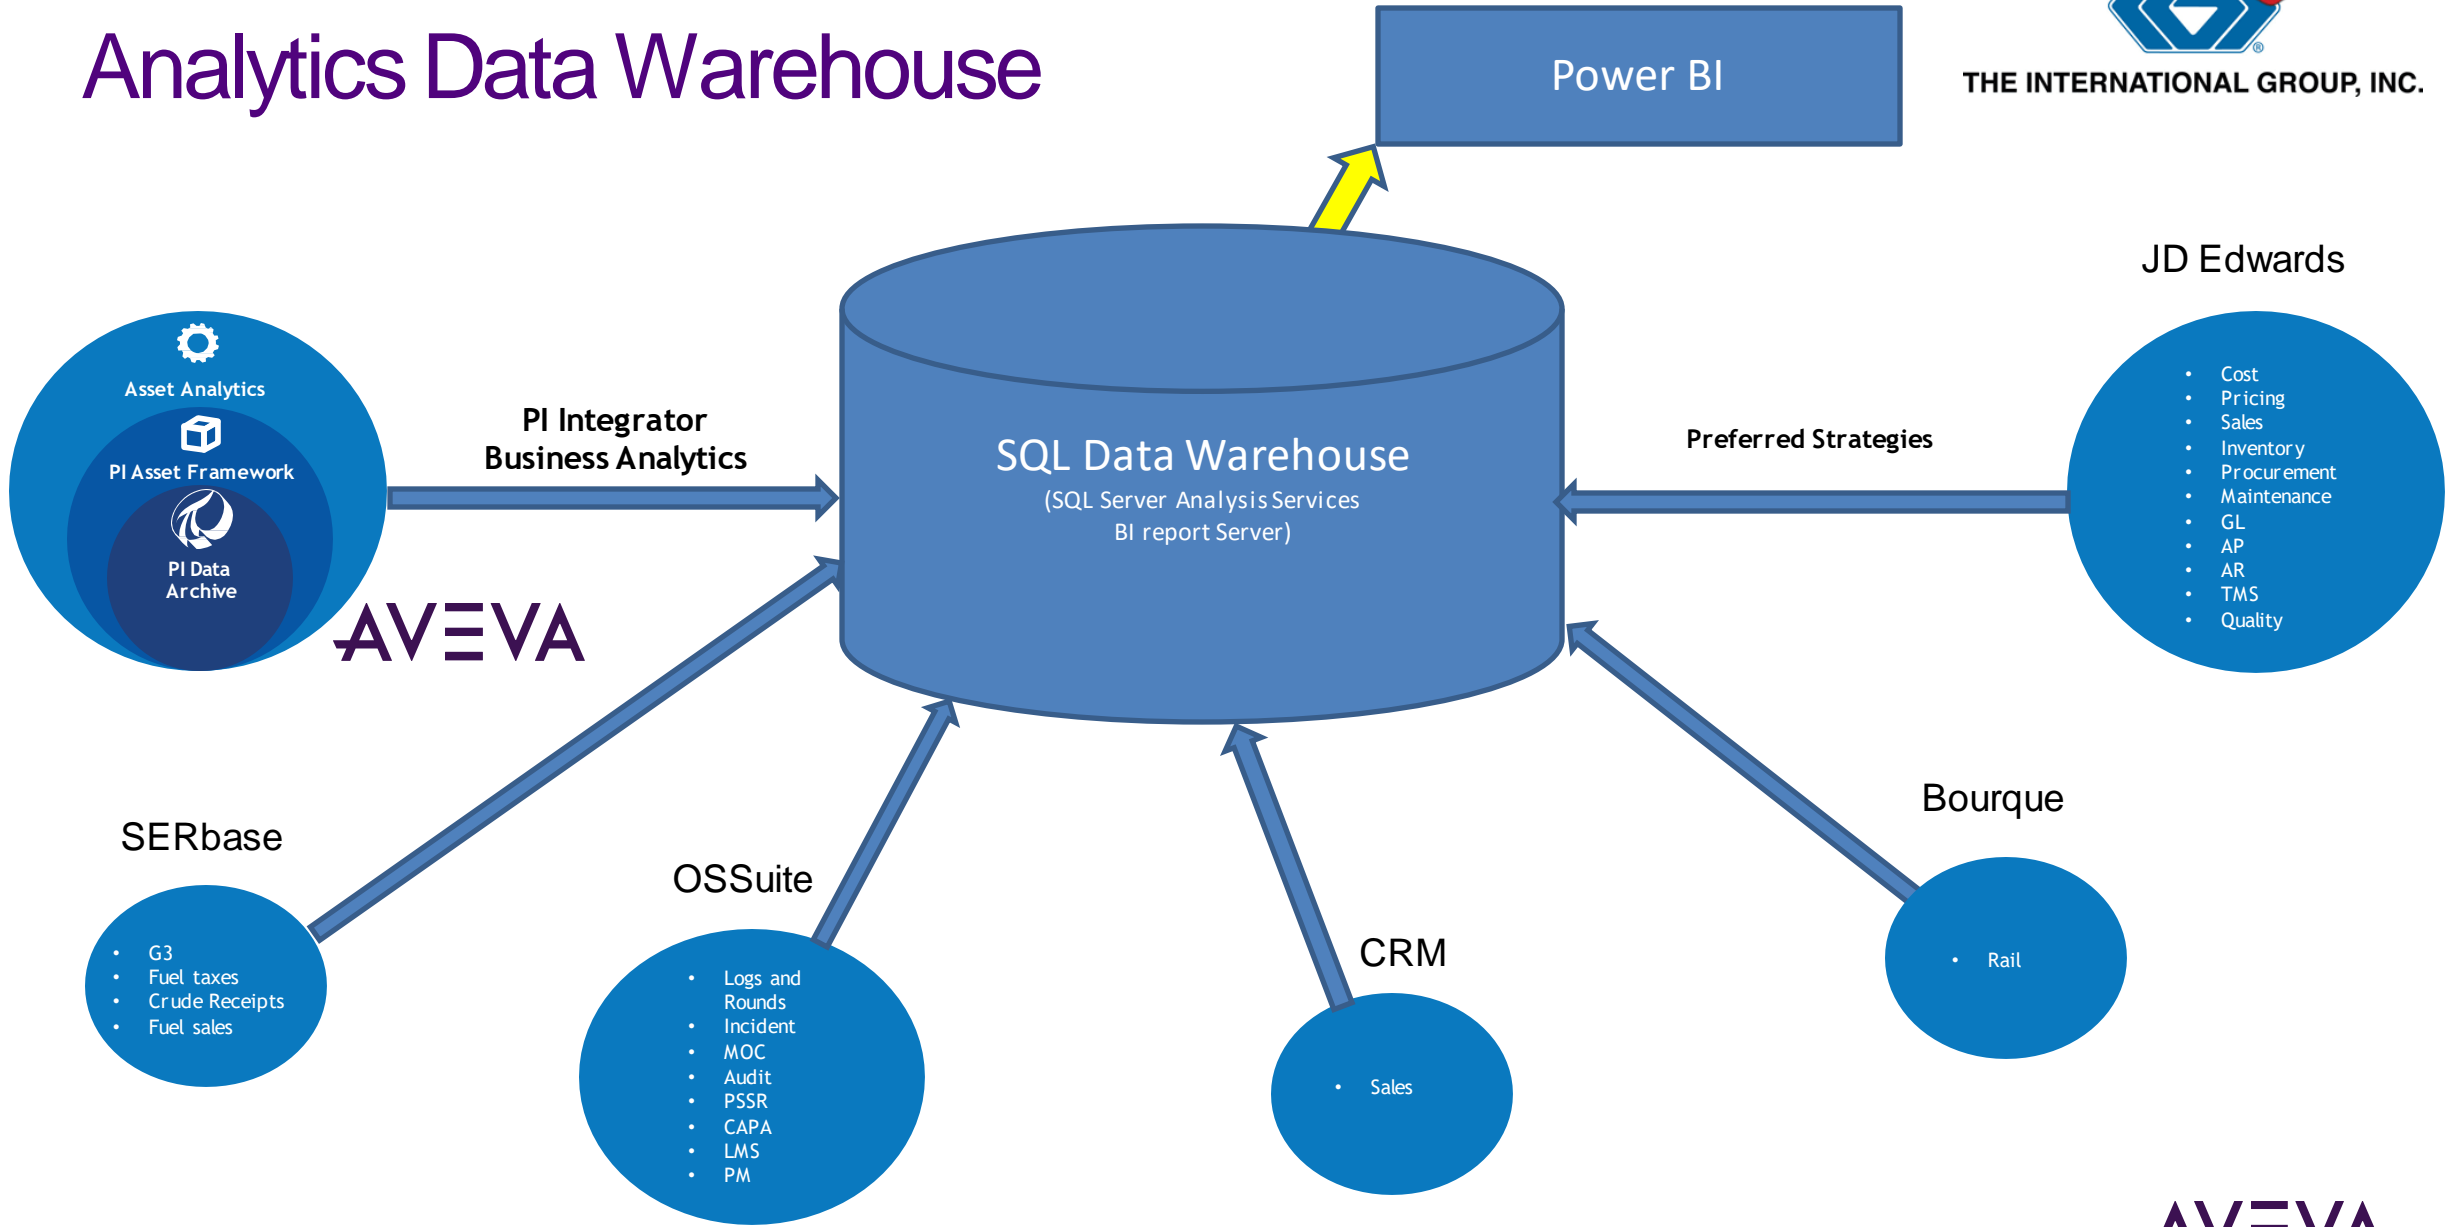 Analytics Data Warehouse
Power BI
®
THE INTERNATIONAL GROUP, INC.
Asset Analytics
PI Asset Framework
PI Data
Archive
AVEVA
PI Integrator
Business Analytics
SQL Data Warehouse
(SQL Server Analysis Services
BI report Server)
Preferred Strategies
JD Edwards
• Cost
• Pricing
• Sales
• Inventory
• Procurement
• Maintenance
• GL
• AP
• AR
• TMS
• Quality
SERbase
• G3
• Fuel taxes
• Crude Receipts
• Fuel sales
OSSuite
• Logs and
Rounds
• Incident
• MOC
• Audit
• PSSR
• CAPA
• LMS
• PM
CRM
• Sales
Bourque
• Rail
AVEVA